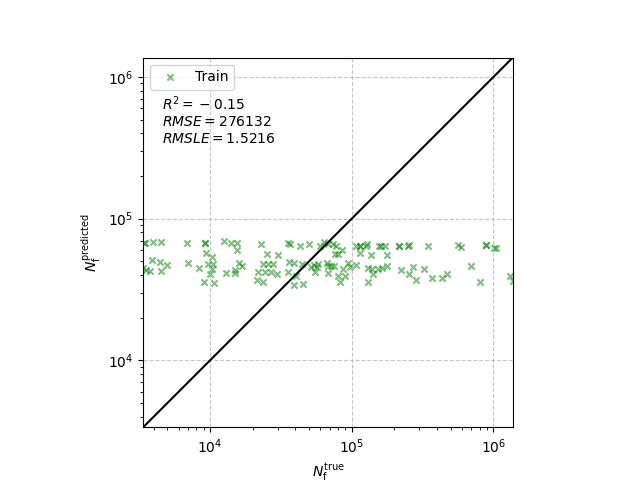 Train
R² = −0.15
RMSE = 276132
RMSLE = 1.5216
10⁶
10⁵
10⁴
N_f^predicted
10⁴ 10⁵ 10⁶
N_f^true